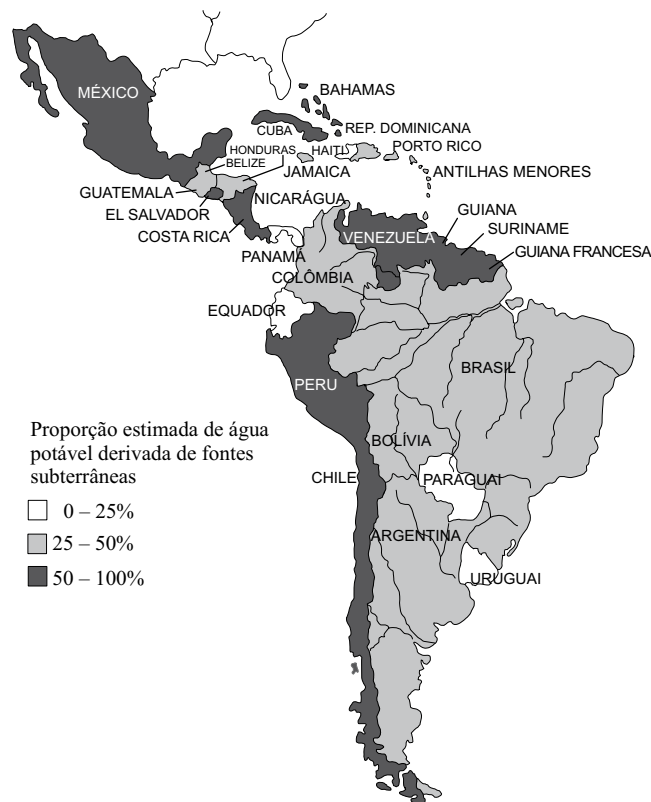 MÉXICO
BAHAMAS
CUBA
REP. DOMINICANA
HONDURAS
HAITI
PORTO RICO
BELIZE
JAMAICA
ANTILHAS MENORES
GUATEMALA
NICARÁGUA
EL SALVADOR
GUIANA
COSTA RICA
VENEZUELA
SURINAME
PANAMÁ
GUIANA FRANCESA
COLÔMBIA
EQUADOR
BRASIL
PERU
Proporção estimada de água
potável derivada de fontes
subterrâneas
0 – 25%
25 – 50%
50 – 100%
BOLÍVIA
CHILE
PARAGUAI
ARGENTINA
URUGUAI